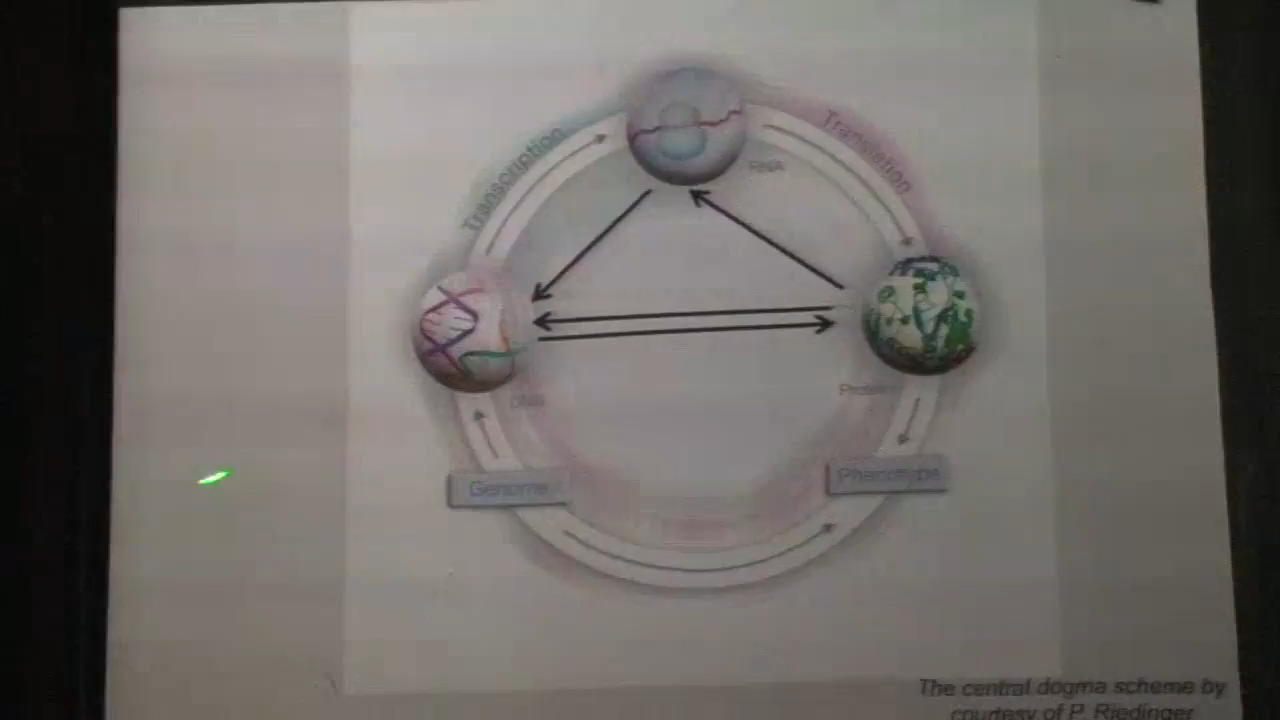 Transcription
Translation
RNA
DNA
Protein
Genome
Phenotype
The central dogma scheme by
courtesy of P. Riedinger